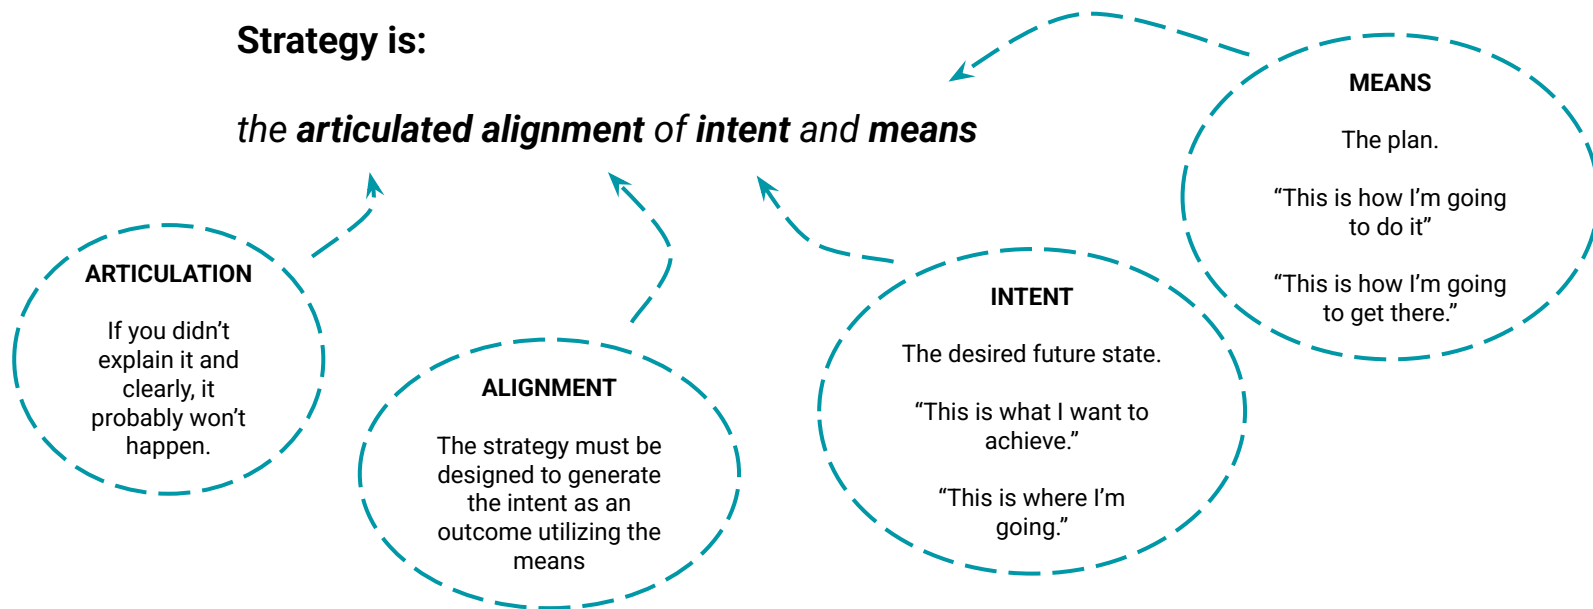 Strategy is:
the articulated alignment of intent and means
ARTICULATION
If you didn’t
explain it and
clearly, it
probably won’t
happen.
ALIGNMENT
The strategy must be
designed to generate
the intent as an
outcome utilizing the
means
INTENT
The desired future state.
“This is what I want to
achieve.”
“This is where I’m
going.”
MEANS
The plan.
“This is how I’m going
to do it”
“This is how I’m going
to get there.”